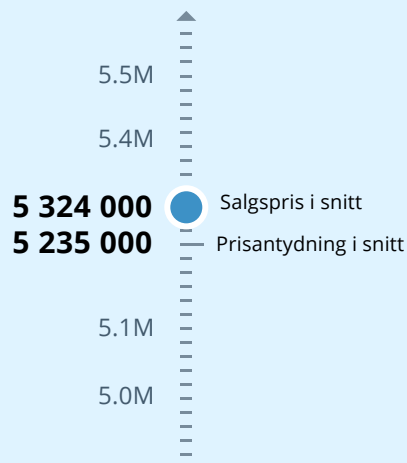 5.5M
5.4M
5 324 000 Salgspris i snitt
5 235 000 Prisantydning i snitt
5.1M
5.0M